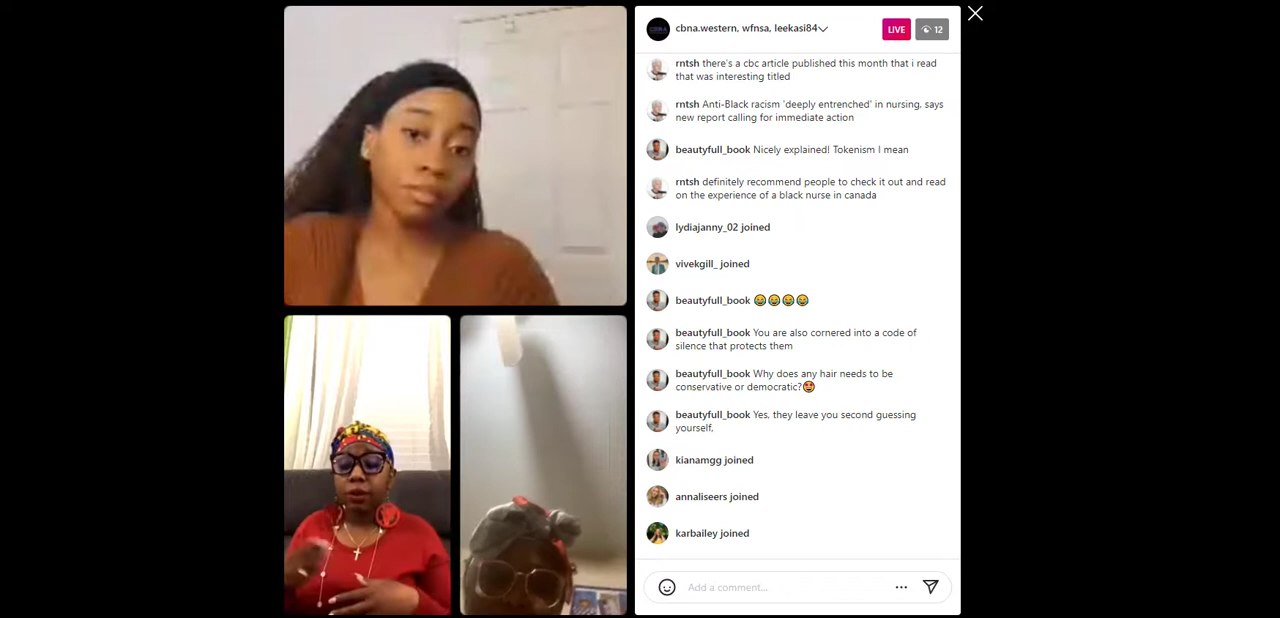 cbna.western, wfnsa, leekasi84
LIVE
12
rntsh there's a cbc article published this month that i read
that was interesting titled
rntsh Anti-Black racism 'deeply entrenched' in nursing, says
new report calling for immediate action
beautyfull_book Nicely explained! Tokenism I mean
rntsh definitely recommend people to check it out and read
on the experience of a black nurse in canada
lydiajanny_02 joined
vivekgill_ joined
beautyfull_book 😂😂😂😂
beautyfull_book You are also cornered into a code of
silence that protects them
beautyfull_book Why does any hair needs to be
conservative or democratic?🤩
beautyfull_book Yes, they leave you second guessing
yourself,
kianamgg joined
annaliseers joined
karbailey joined
Add a comment...